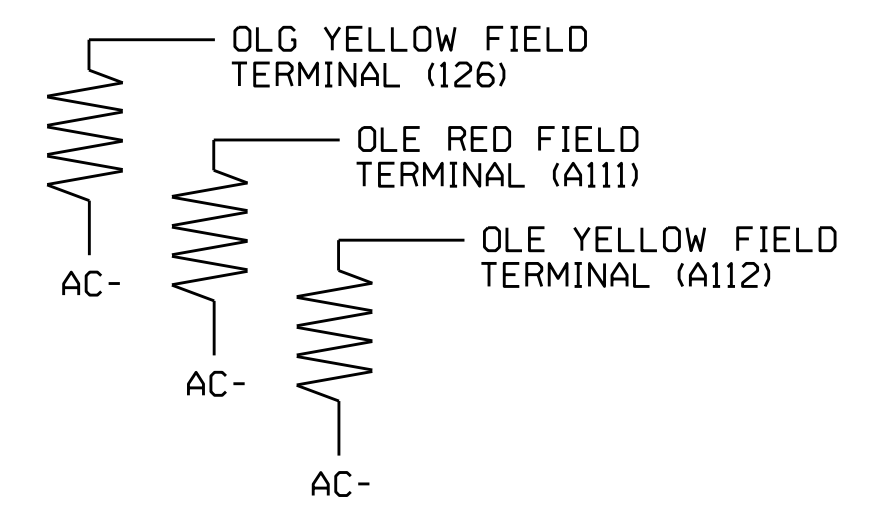 OLG YELLOW FIELD
TERMINAL (126)
OLE RED FIELD
TERMINAL (A111)
OLE YELLOW FIELD
TERMINAL (A112)
AC-
AC-
AC-